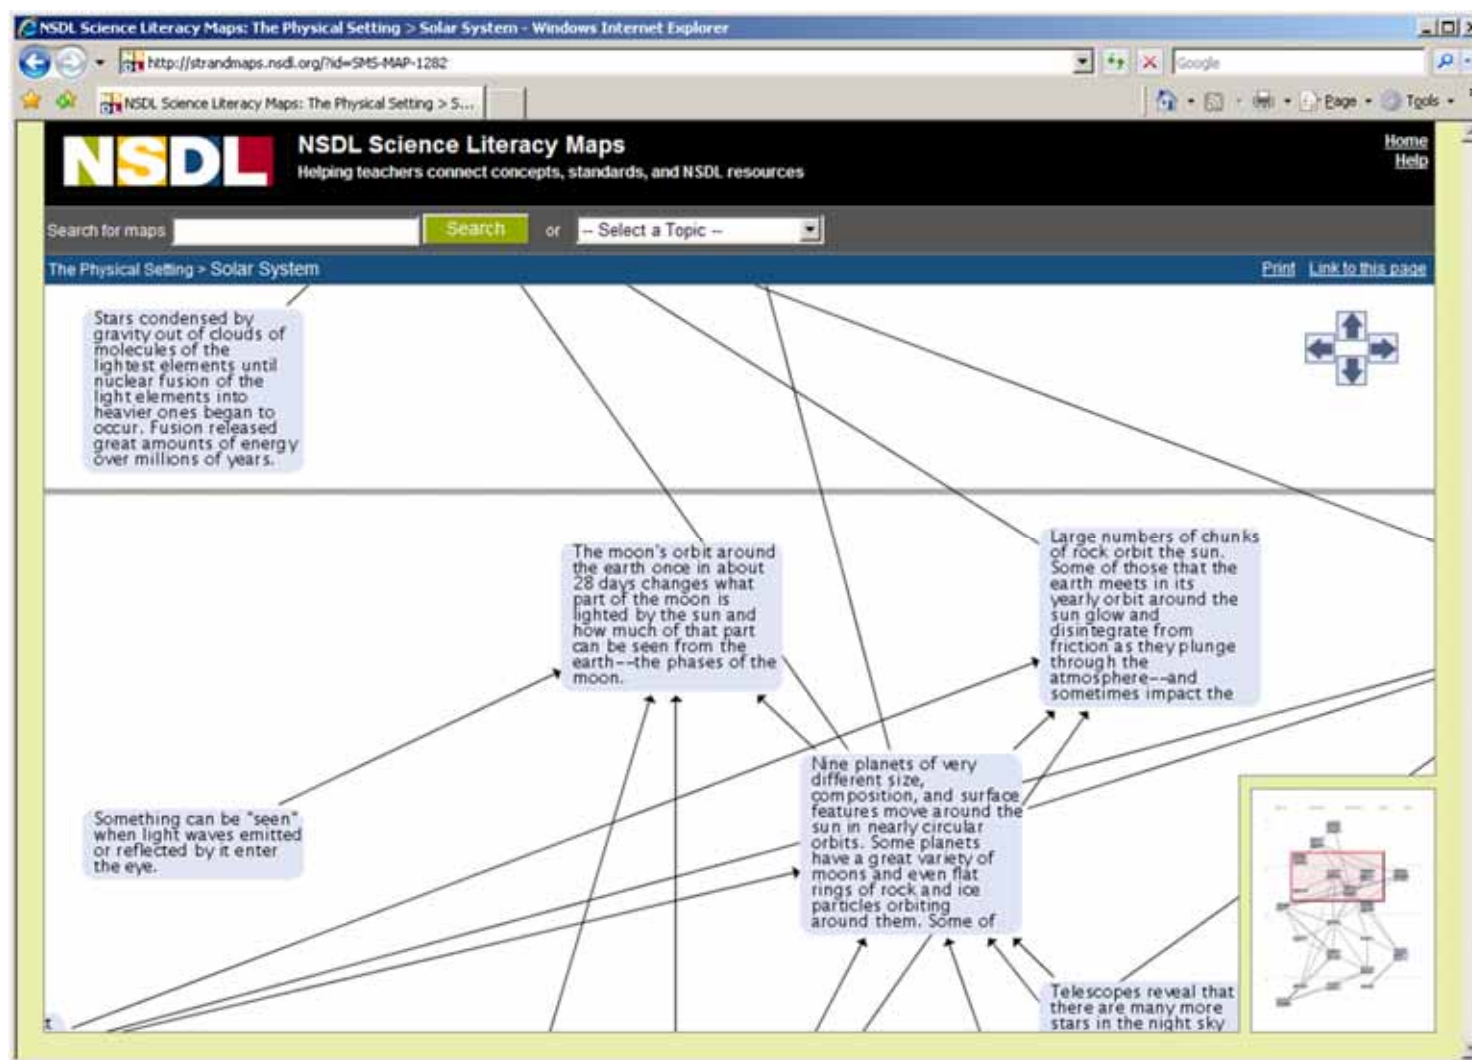 NSDL Science Literacy Maps: The Physical Setting > Solar System - Windows Internet Explorer
http://strandmaps.nsdl.org/?id=SMS-MAP-1282
Google
NSDL Science Literacy Maps: The Physical Setting > S...
Page
Tools
NSDL
NSDL Science Literacy Maps
Helping teachers connect concepts, standards, and NSDL resources
Home
Help
Search for maps
Search
or
-- Select a Topic --
The Physical Setting > Solar System
Print
Link to this page
Stars condensed by
gravity out of clouds of
molecules of the
lightest elements until
nuclear fusion of the
light elements into
heavier ones began to
occur. Fusion released
great amounts of energy
over millions of years.
The moon's orbit around
the earth once in about
28 days changes what
part of the moon is
lighted by the sun and
how much of that part
can be seen from the
earth--the phases of the
moon.
Large numbers of chunks
of rock orbit the sun.
Some of those that the
earth meets in its
yearly orbit around the
sun glow and
disintegrate from
friction as they plunge
through the
atmosphere--and
sometimes impact the
Something can be "seen"
when light waves emitted
or reflected by it enter
the eye.
Nine planets of very
different size,
composition, and surface
features move around the
sun in nearly circular
orbits. Some planets
have a great variety of
moons and even flat
rings of rock and ice
particles orbiting
around them. Some of
Telescopes reveal that
there are many more
stars in the night sky
t